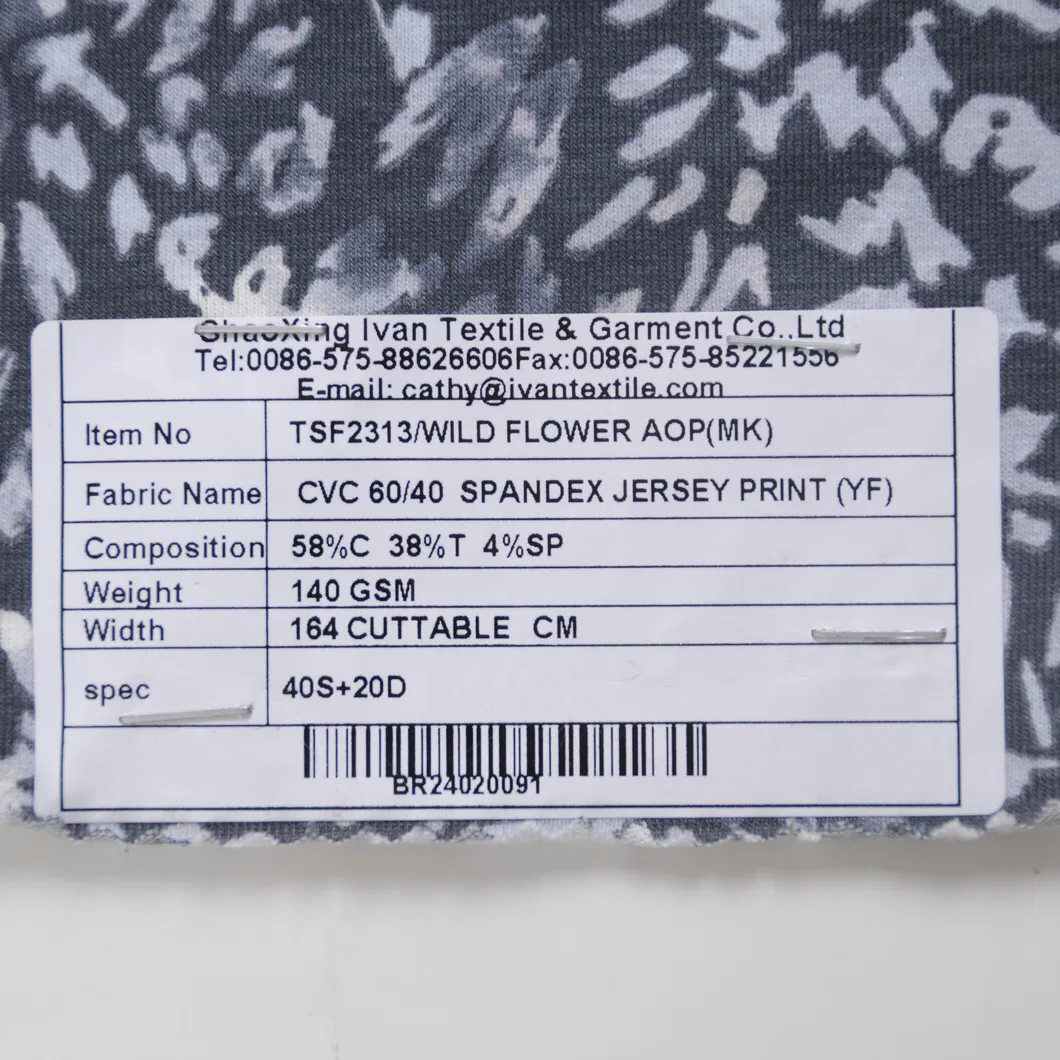 ShaoXing Ivan Textile & Garment Co.,Ltd
Tel:0086-575-88626606Fax:0086-575-85221556
E-mail: cathy@ivantextile.com
Item No TSF2313/WILD FLOWER AOP(MK)
Fabric Name CVC 60/40 SPANDEX JERSEY PRINT (YF)
Composition 58%C 38%T 4%SP
Weight 140 GSM
Width 164 CUTTABLE CM
spec 40S+20D
BR24020091